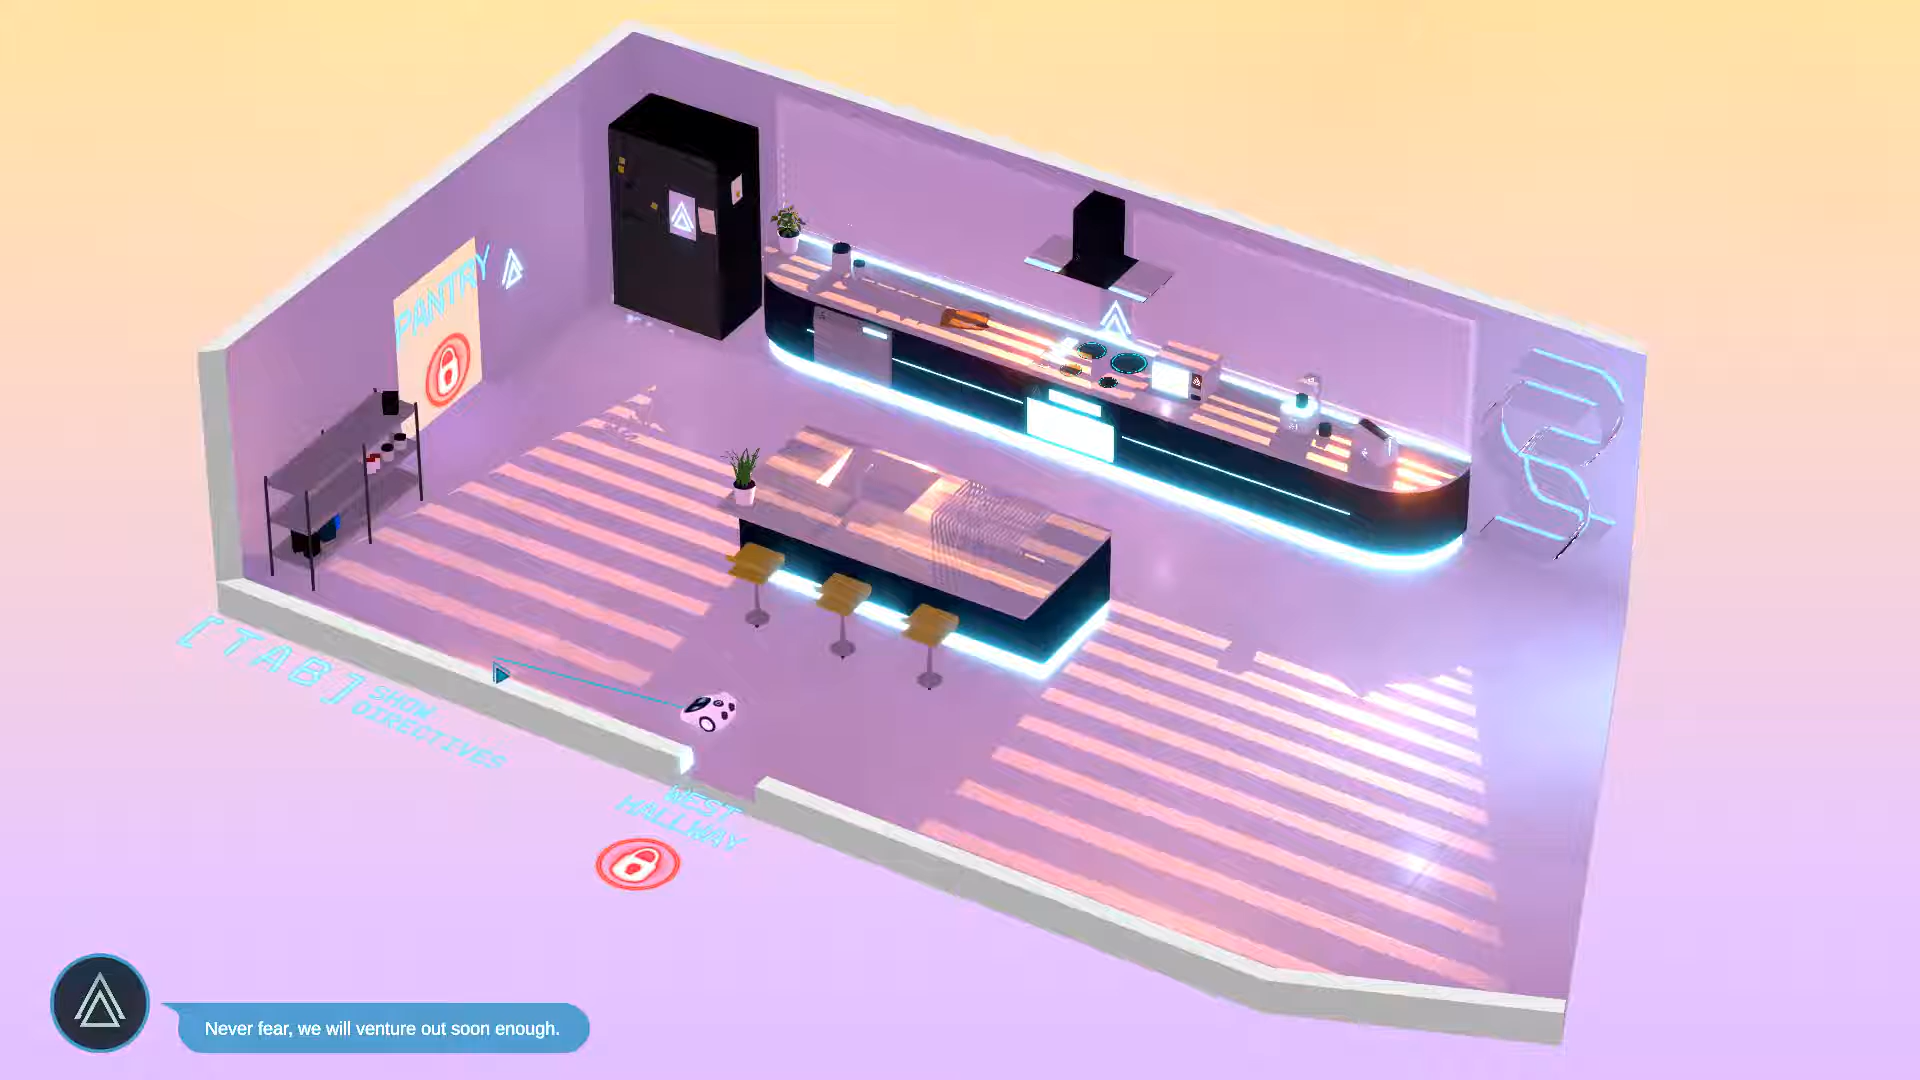 PANTRY
[TAB] SHOW
DIRECTIVES
WEST
HALLWAY
Never fear, we will venture out soon enough.